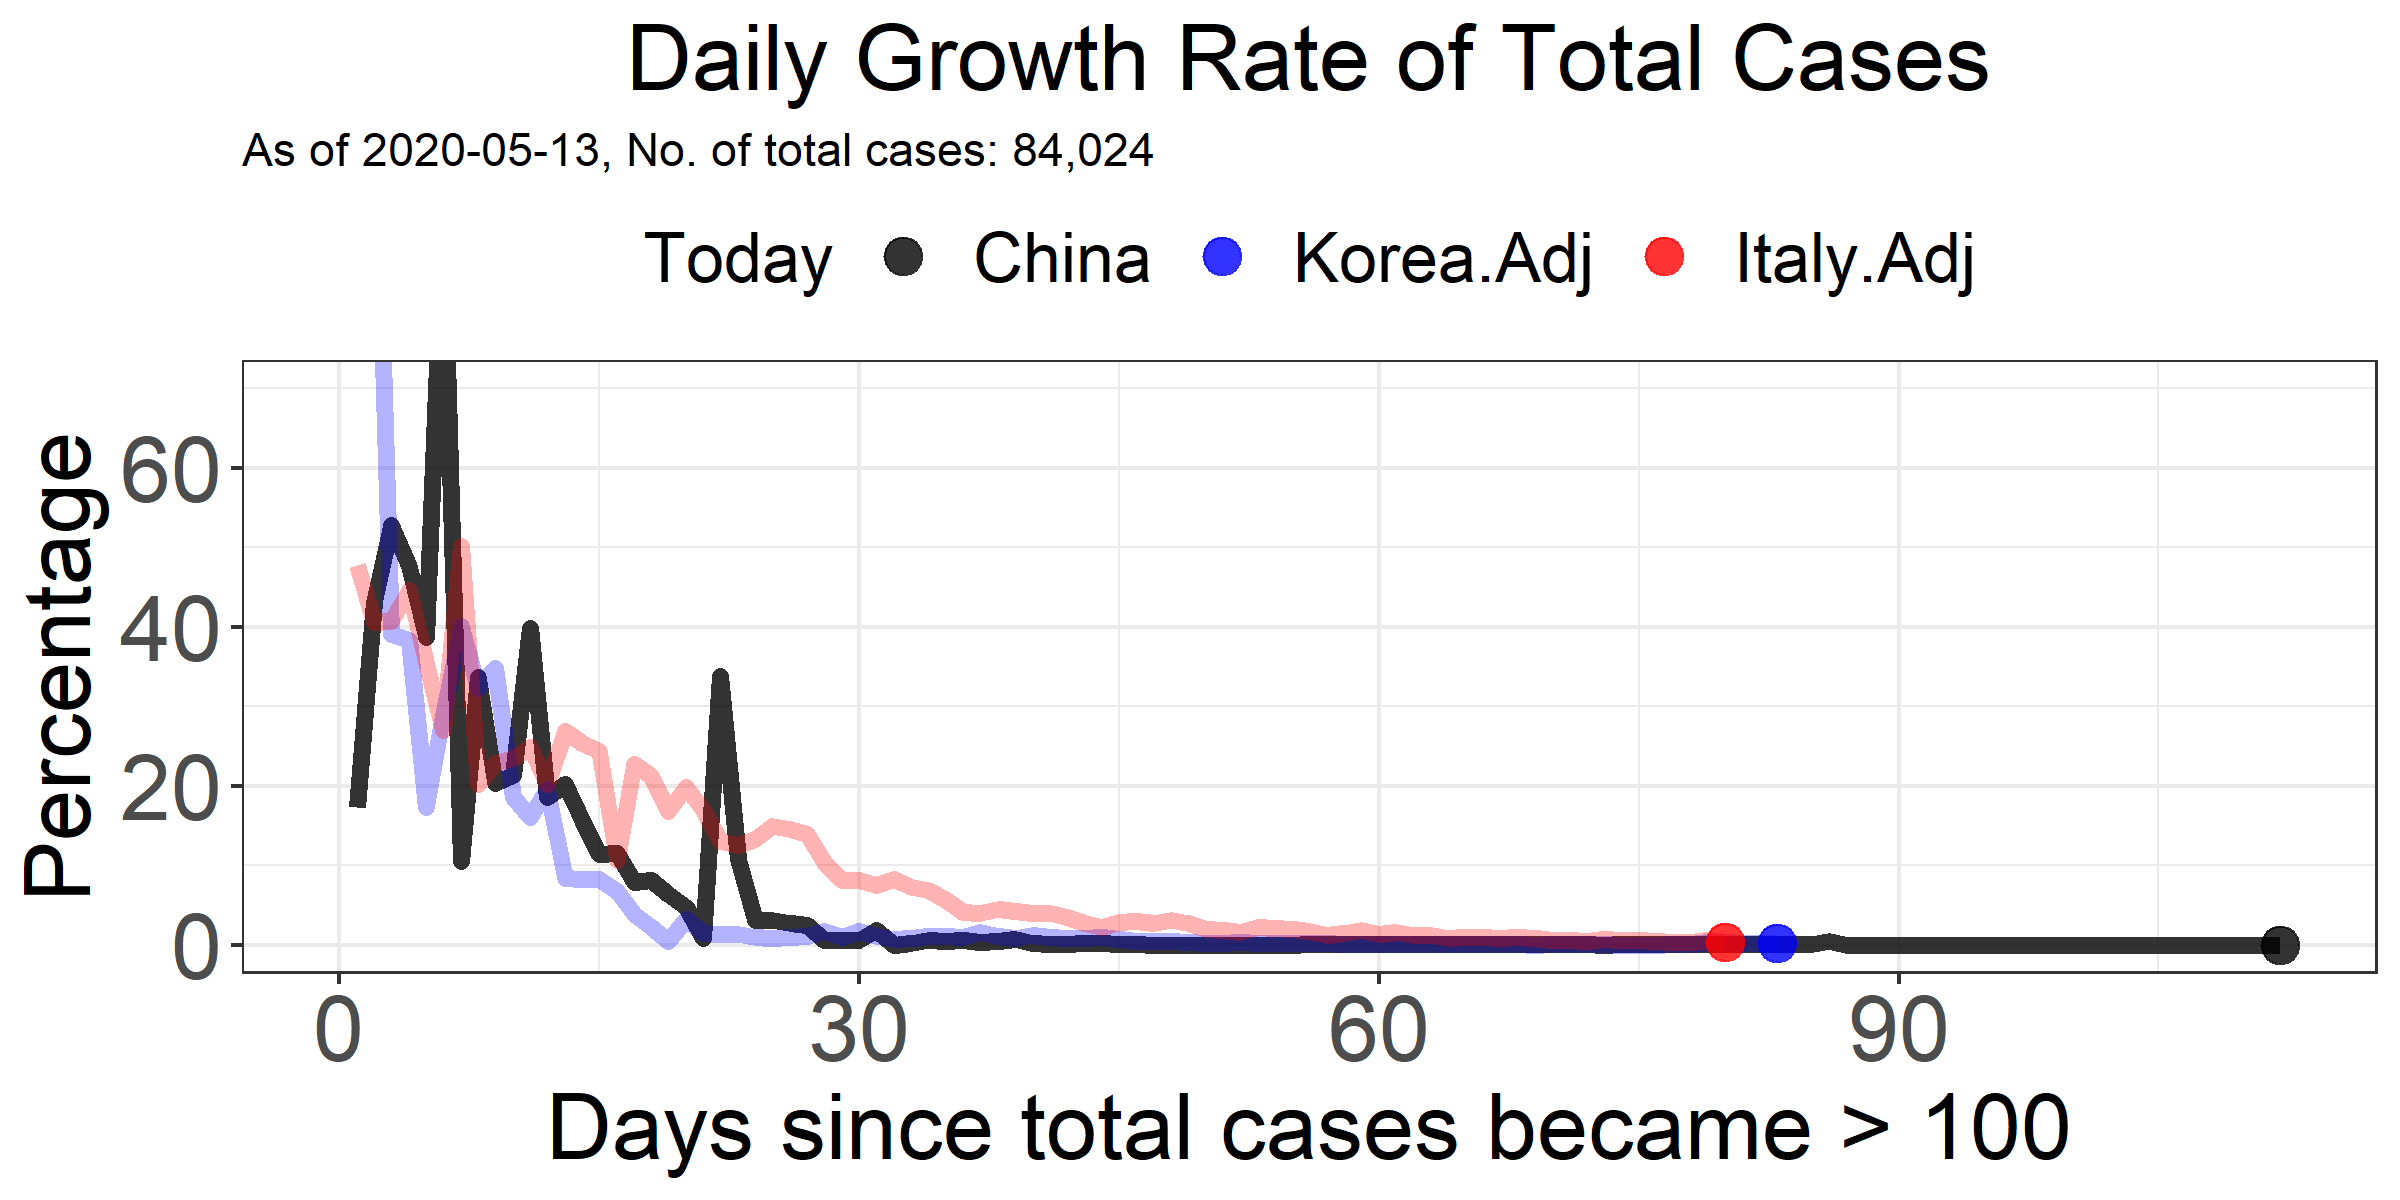 Daily Growth Rate of Total Cases
As of 2020-05-13, No. of total cases: 84,024
Today China Korea.Adj Italy.Adj
Percentage
60
40
20
0
0 30 60 90
Days since total cases became > 100